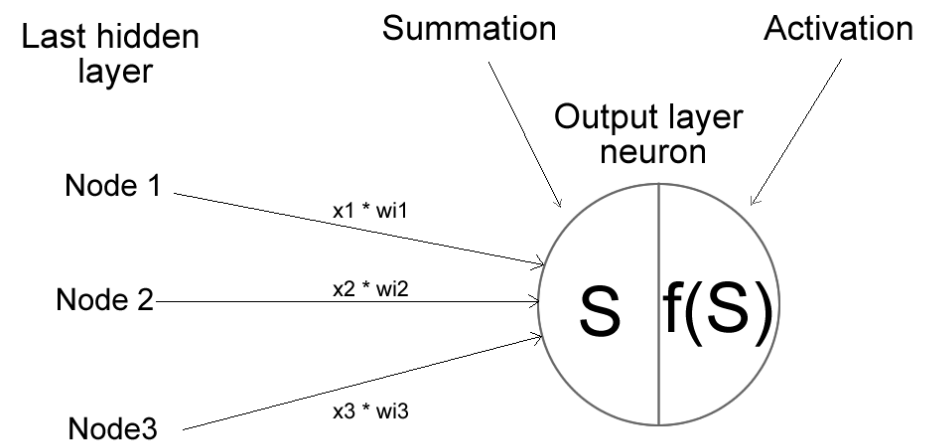 Last hidden
layer
Summation
Activation
Output layer
neuron
Node 1
x1 * wi1
Node 2
x2 * wi2
Node3
x3 * wi3
S
f(S)